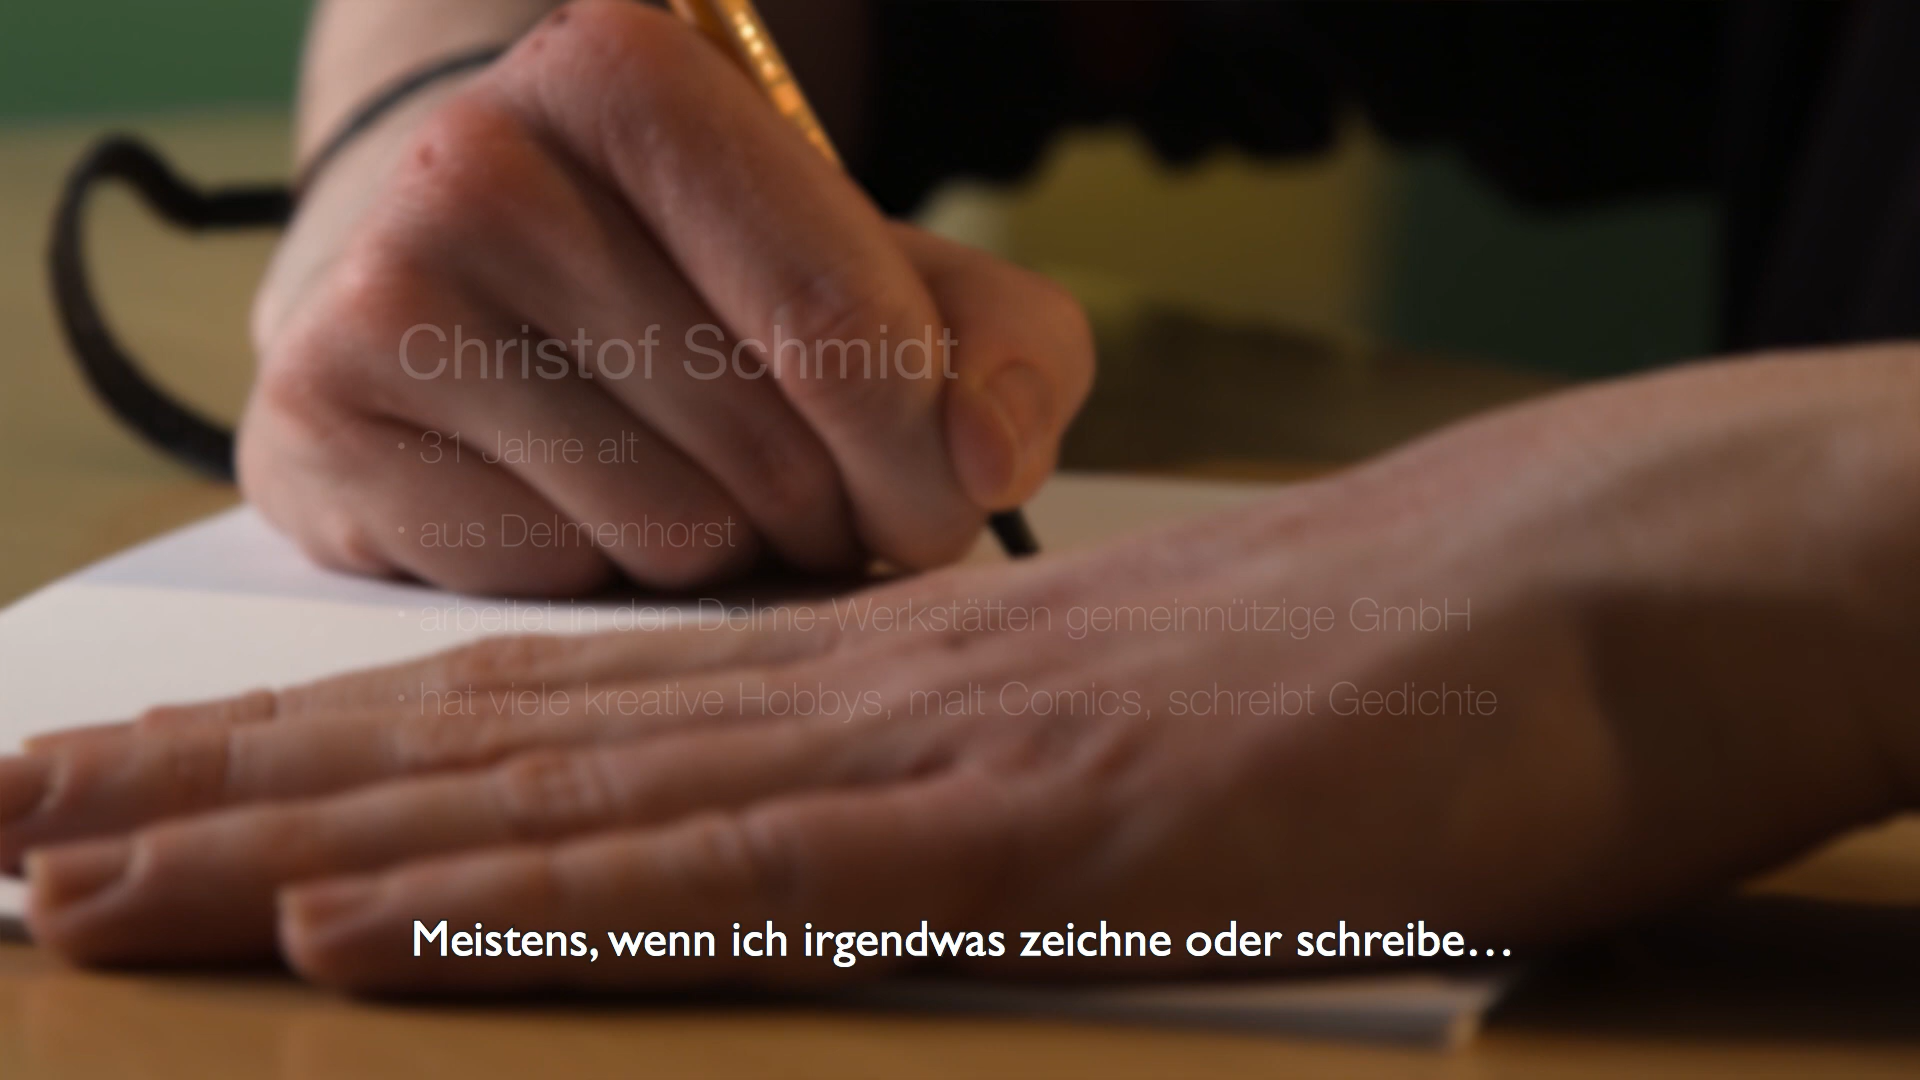 Christof Schmidt
· 31 Jahre alt
· aus Delmenhorst
· arbeitet in den Delme-Werkstätten gemeinnützige GmbH
· hat viele kreative Hobbys, malt Comics, schreibt Gedichte
Meistens, wenn ich irgendwas zeichne oder schreibe…